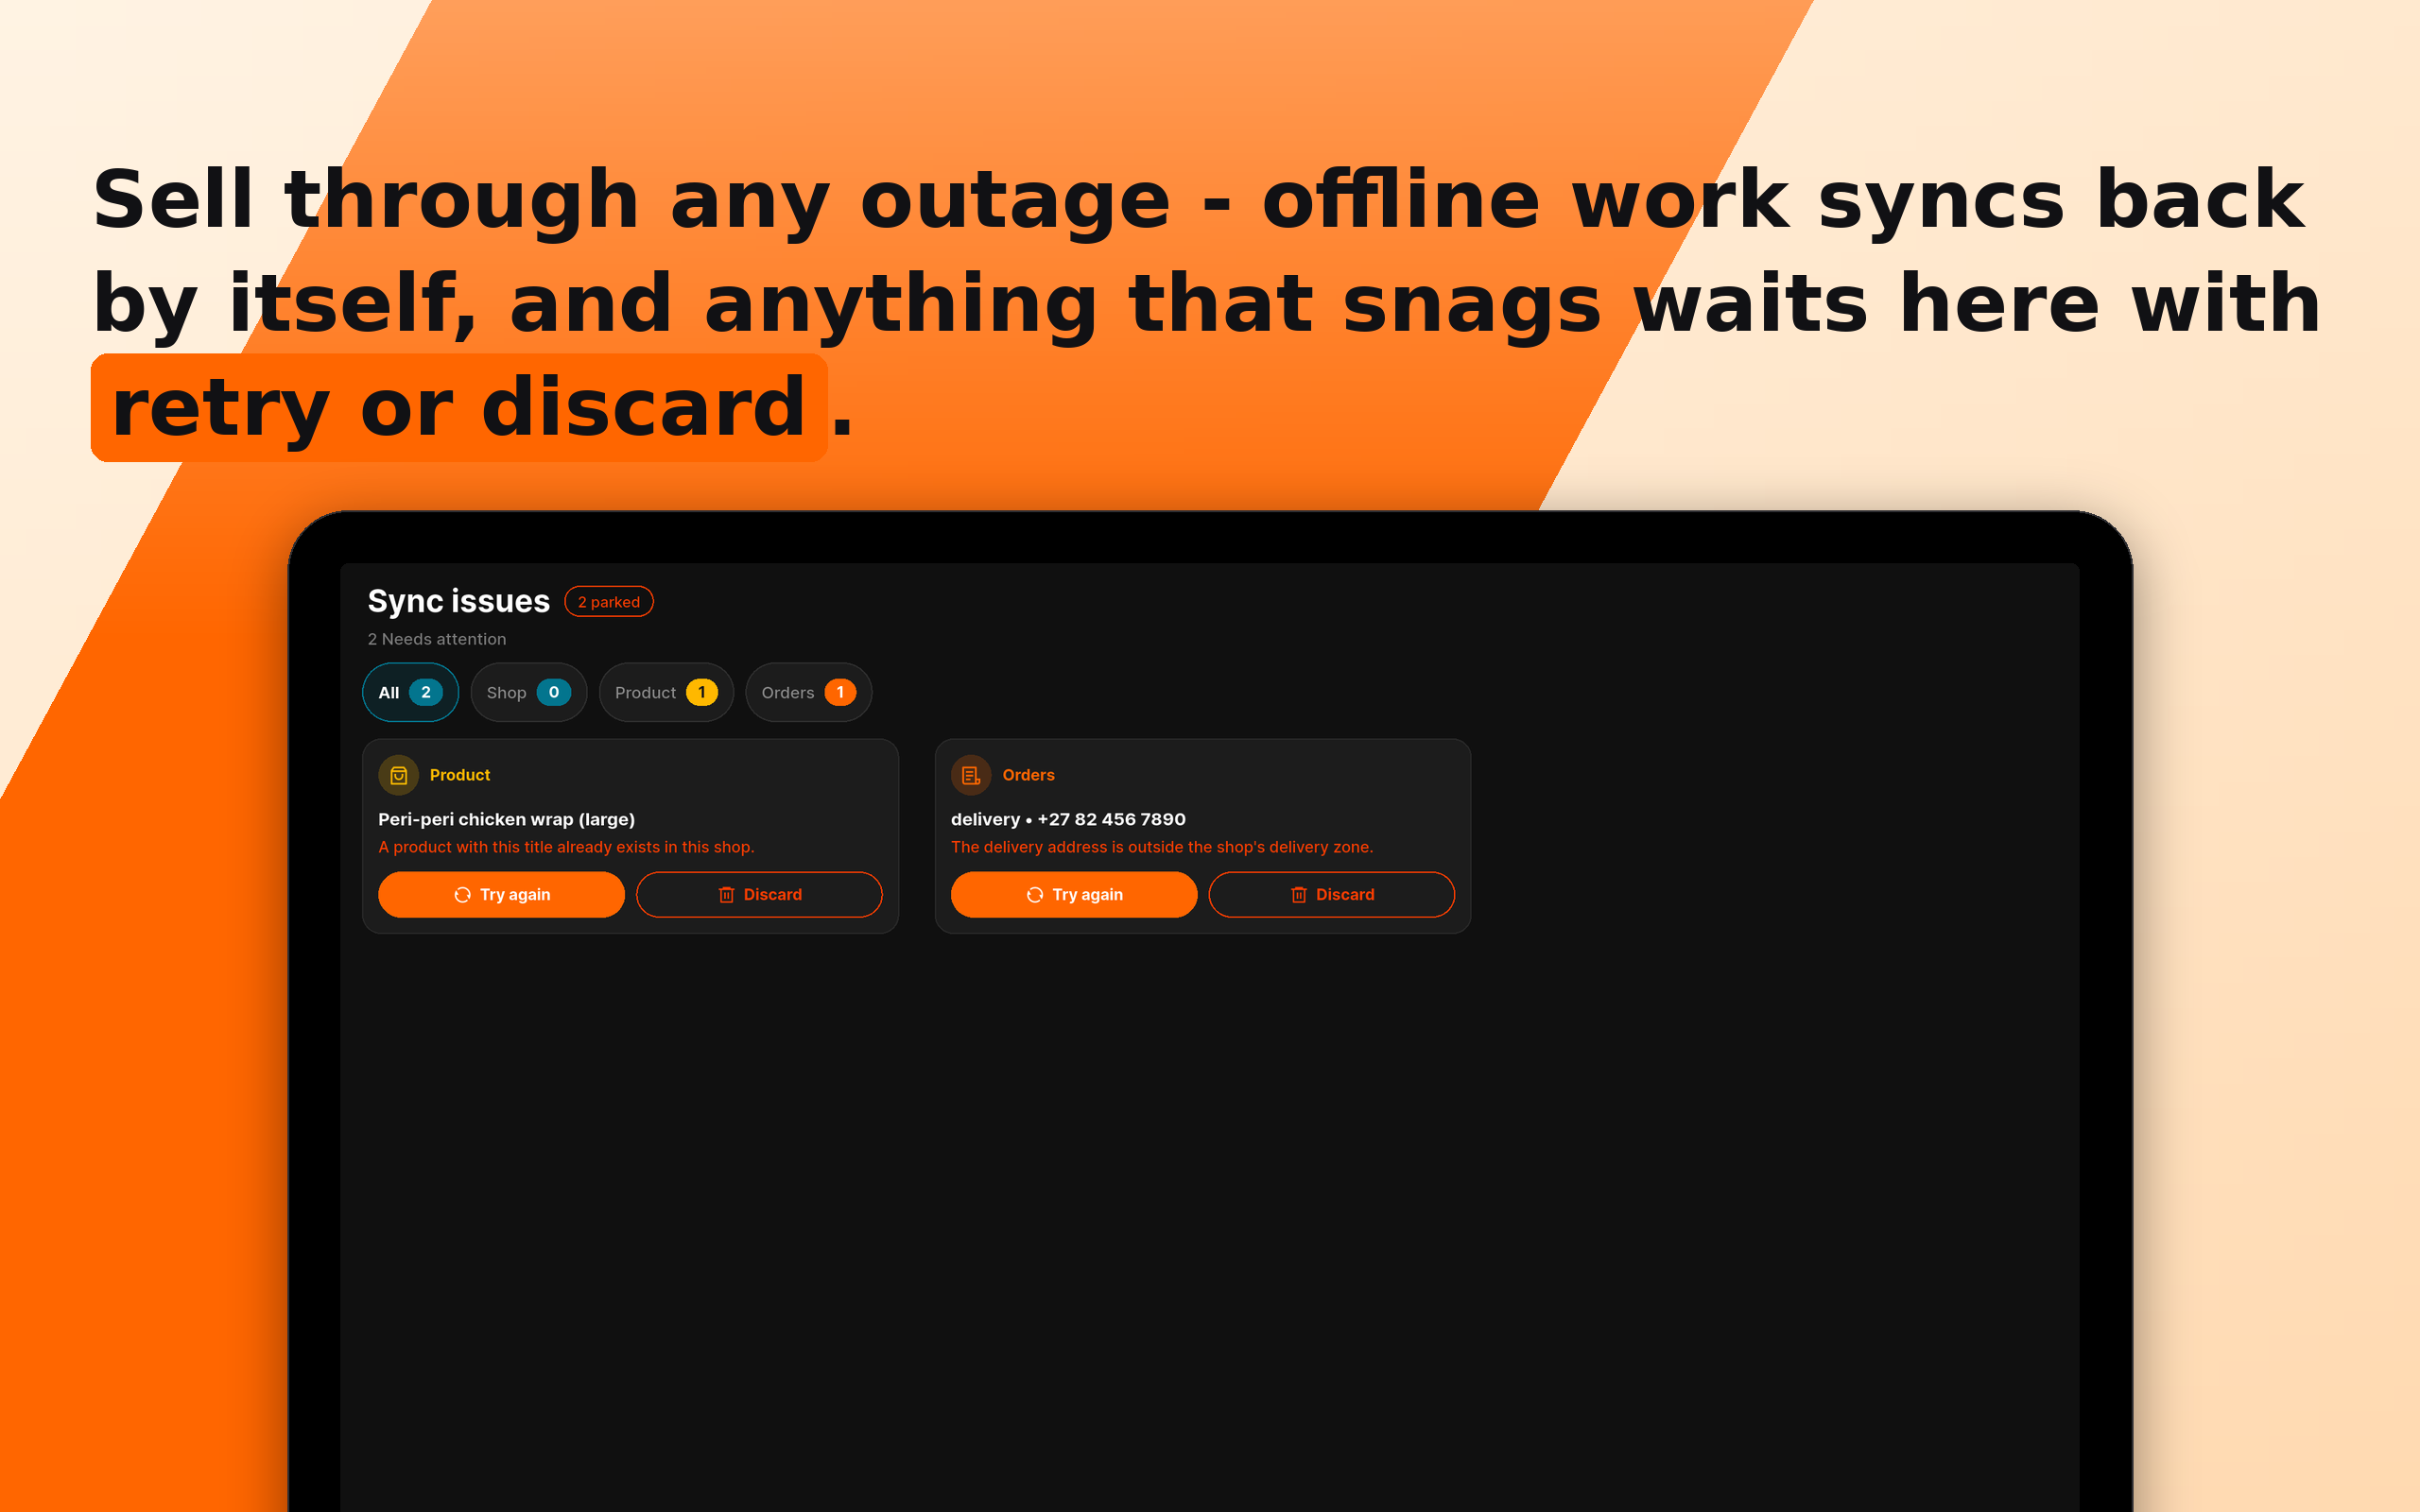 Sell through any outage - offline work syncs back
by itself, and anything that snags waits here with
retry or discard.
Sync issues 2 parked
2 Needs attention
All 2 Shop 0 Product 1 Orders 1
Product
Peri-peri chicken wrap (large)
A product with this title already exists in this shop.
Try again Discard
Orders
delivery • +27 82 456 7890
The delivery address is outside the shop's delivery zone.
Try again Discard